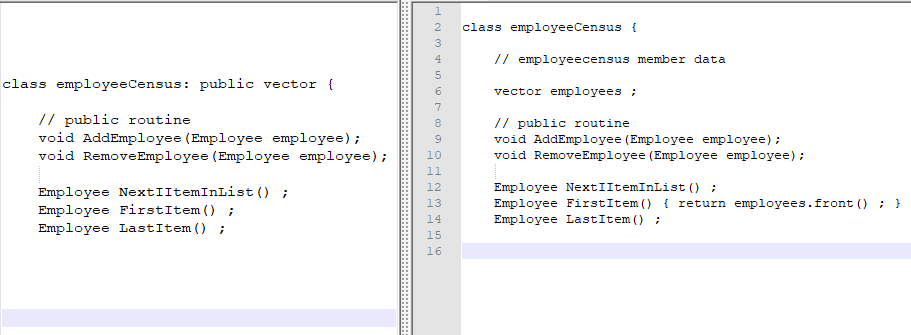 class employeeCensus: public vector {
// public routine
void AddEmployee(Employee employee);
void RemoveEmployee(Employee employee);
Employee NextIItemInList() ;
Employee FirstItem() ;
Employee LastItem() ;
1
2 class employeeCensus {
3
4 // employeecensus member data
5
6 vector employees ;
7
8 // public routine
9 void AddEmployee(Employee employee);
10 void RemoveEmployee(Employee employee);
11
12 Employee NextIItemInList() ;
13 Employee FirstItem() { return employees.front() ; }
14 Employee LastItem() ;
15
16